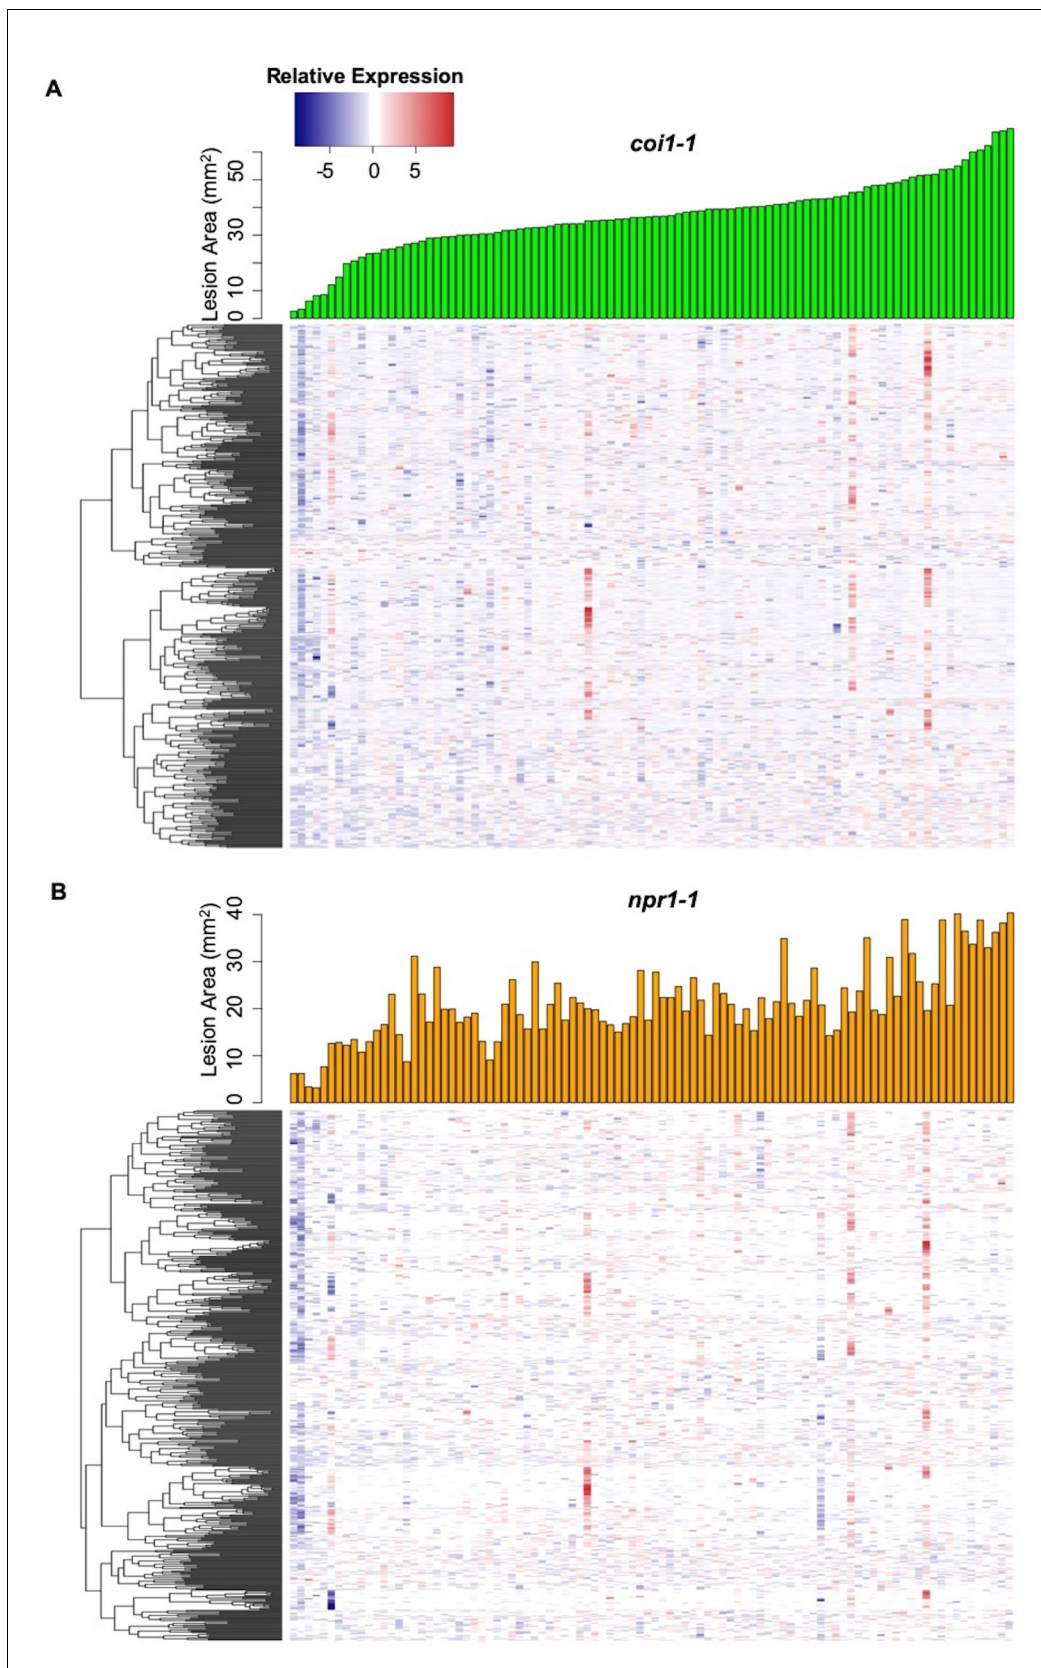 A
Relative Expression
-5 0 5
coi1-1
Lesion Area (mm²)
0 10 30 50
B
npr1-1
Lesion Area (mm²)
0 10 20 30 40